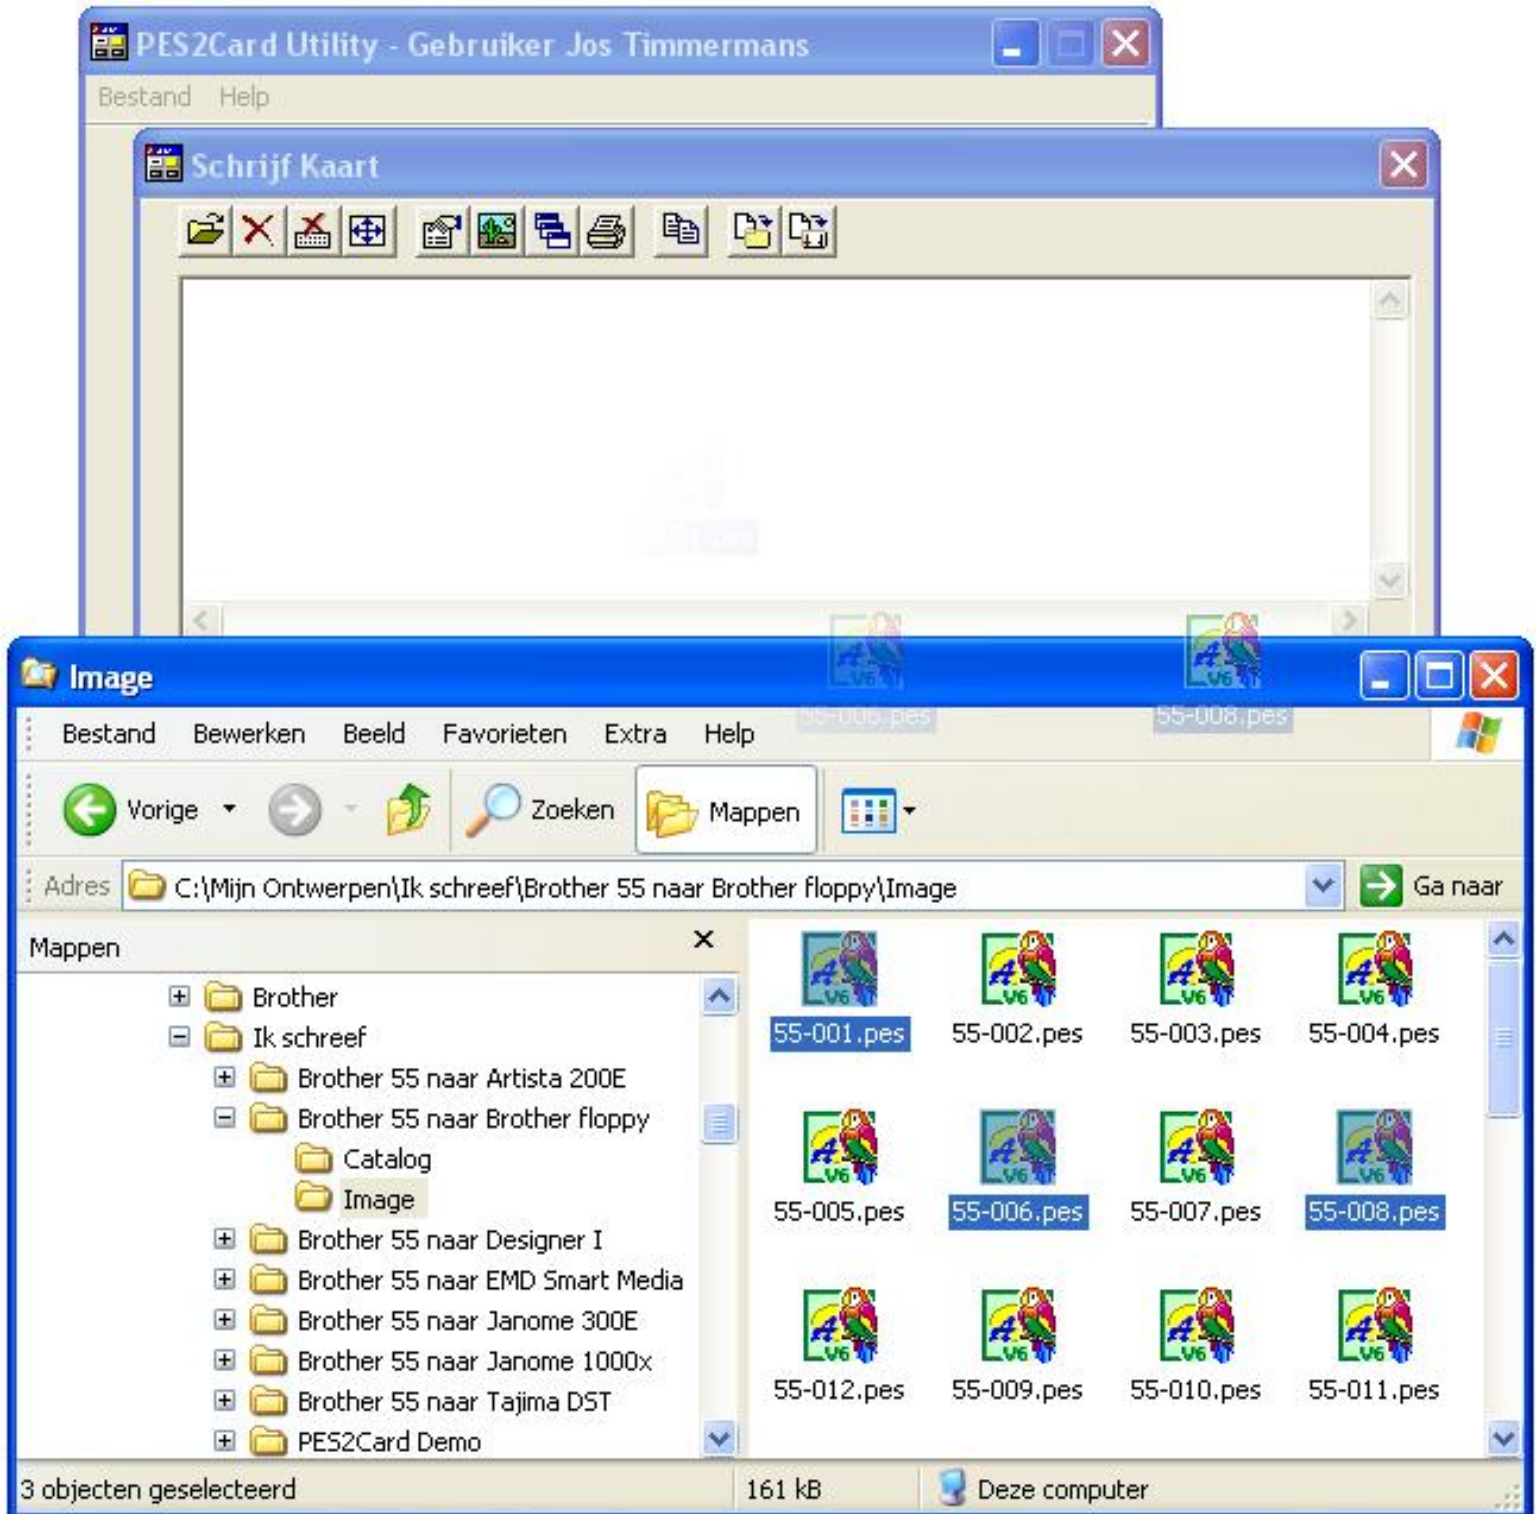 PES2Card Utility - Gebruiker Jos Timmermans
Bestand Help
Schrijf Kaart
Image
55-006.pes 55-008.pes
Bestand Bewerken Beeld Favorieten Extra Help
Vorige Zoeken Mappen
Adres C:\Mijn Ontwerpen\Ik schreef\Brother 55 naar Brother floppy\Image Ga naar
Mappen
Brother
Ik schreef
Brother 55 naar Artista 200E
Brother 55 naar Brother floppy
Catalog
Image
Brother 55 naar Designer I
Brother 55 naar EMD Smart Media
Brother 55 naar Janome 300E
Brother 55 naar Janome 1000x
Brother 55 naar Tajima DST
PES2Card Demo
55-001.pes 55-002.pes 55-003.pes 55-004.pes
55-005.pes 55-006.pes 55-007.pes 55-008.pes
55-012.pes 55-009.pes 55-010.pes 55-011.pes
3 objecten geselecteerd 161 kB Deze computer